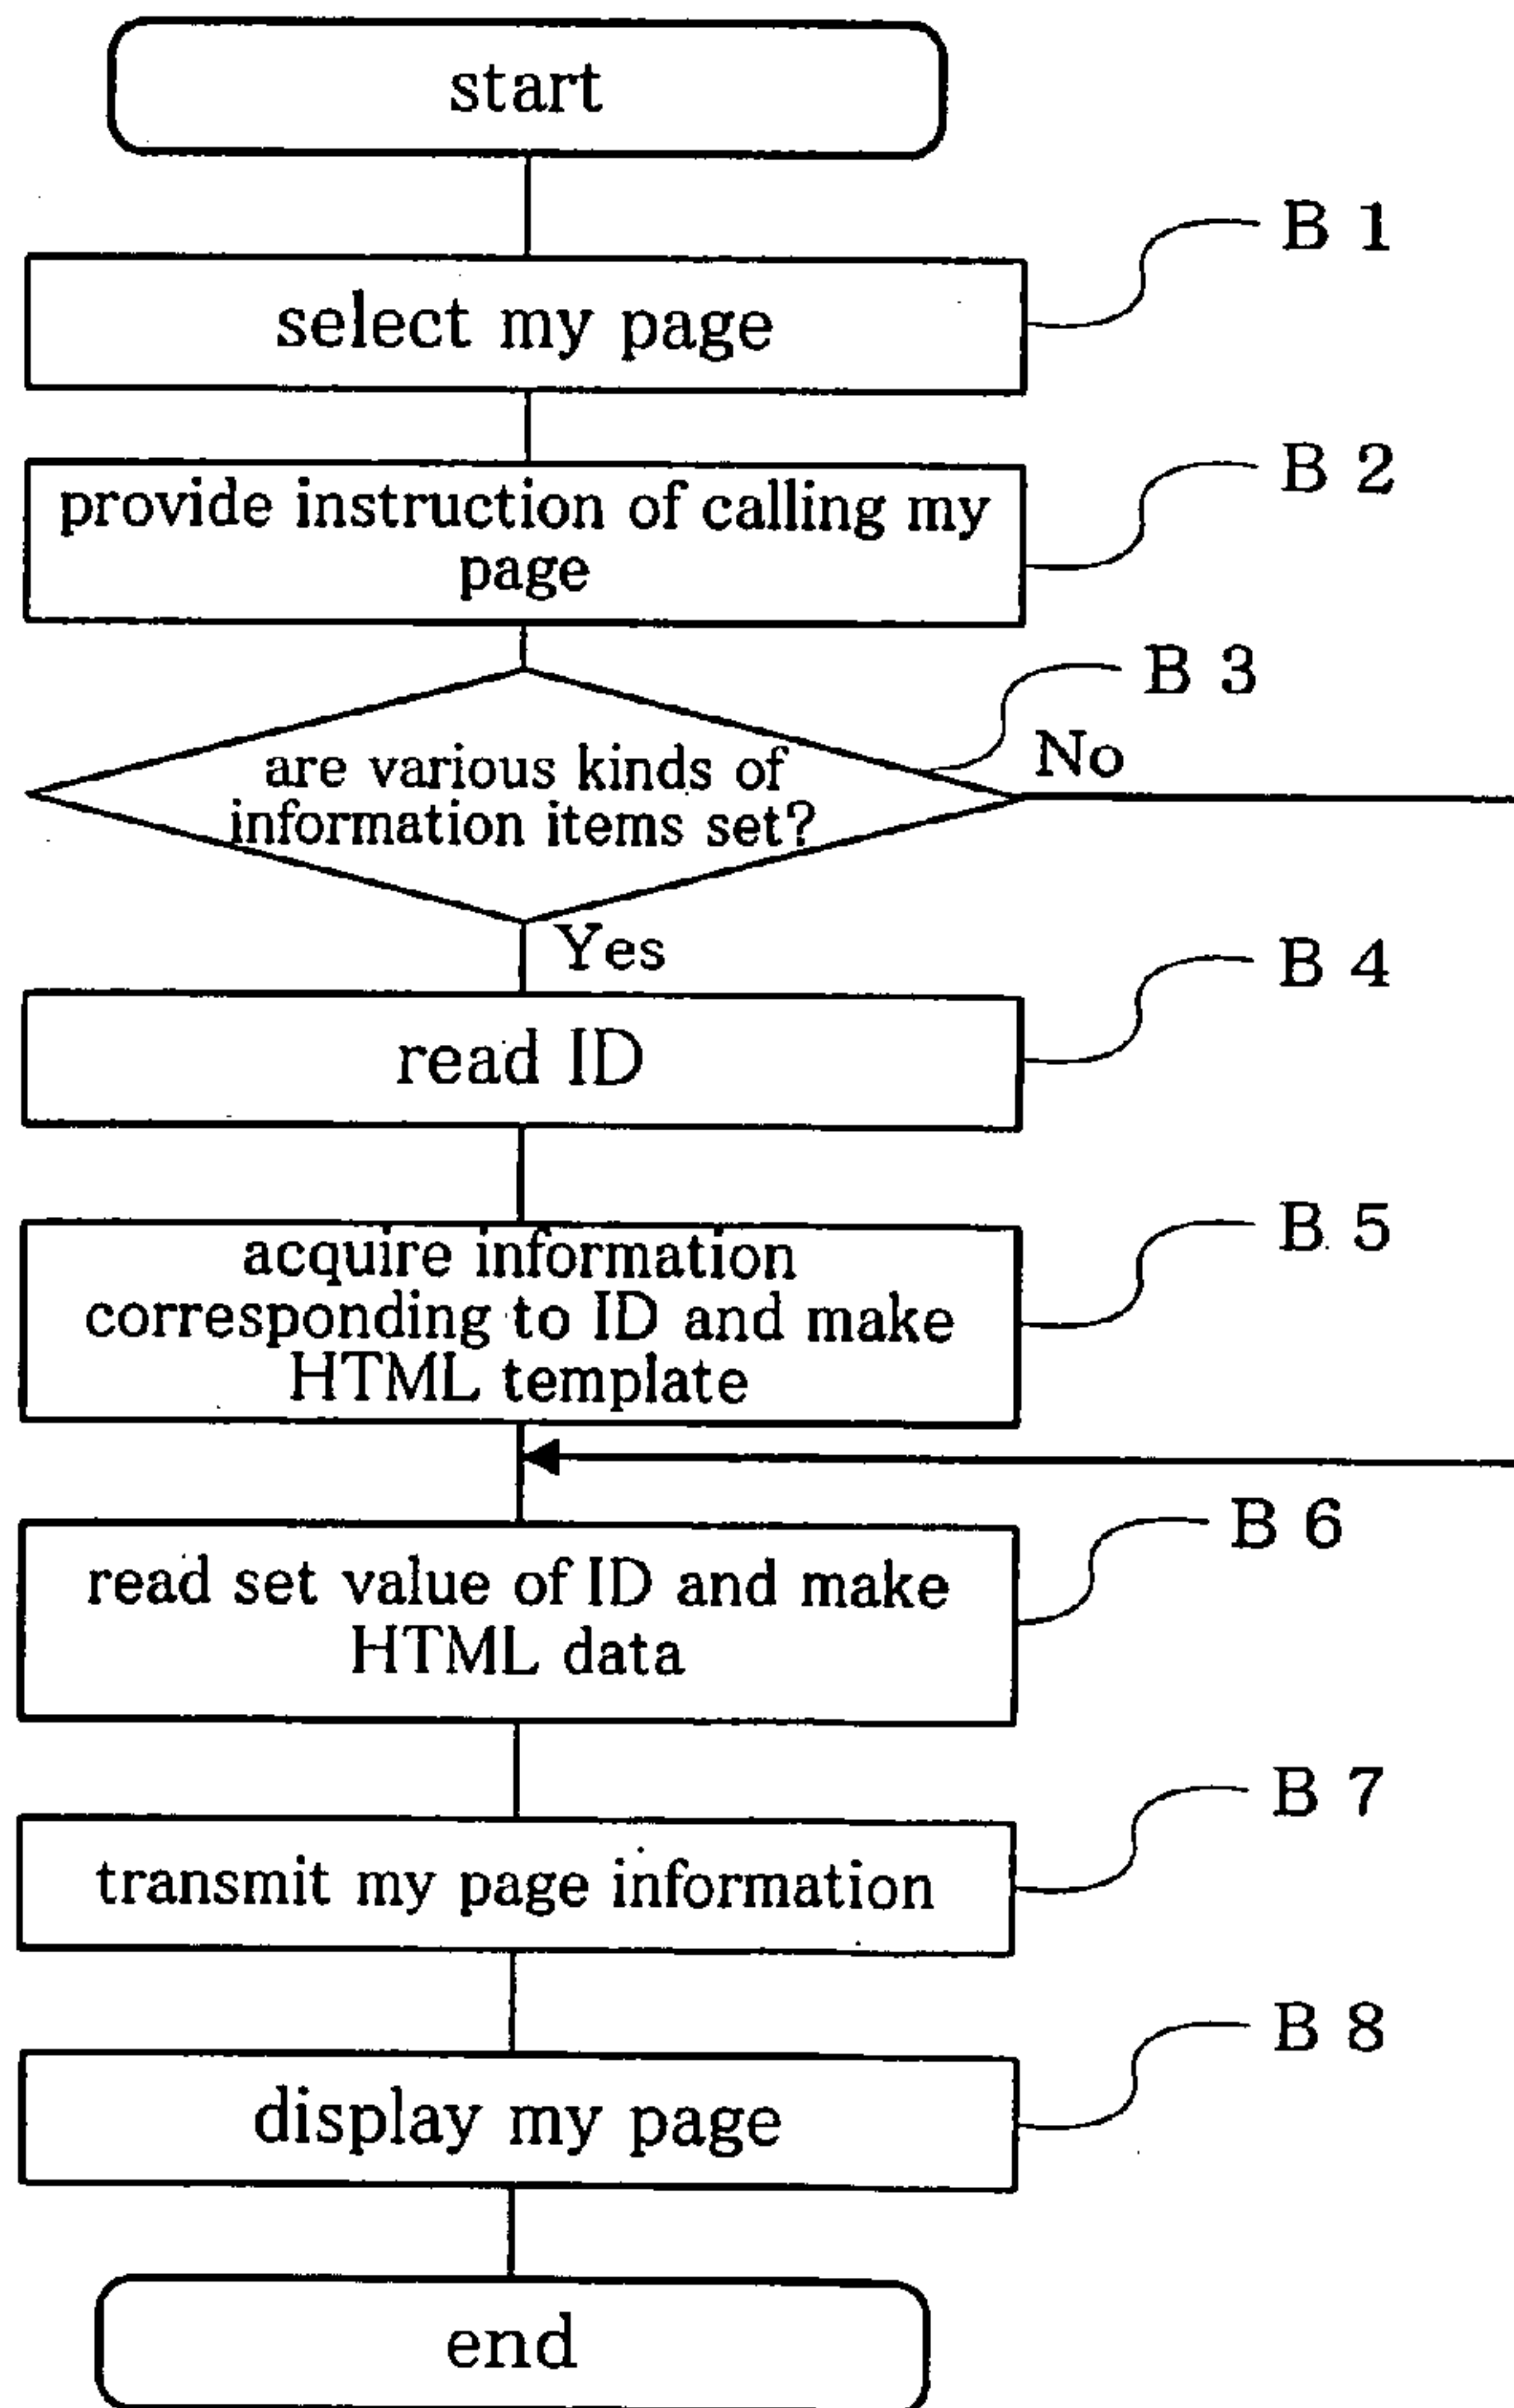 start
B 1
select my page
B 2
provide instruction of calling my
page
B 3
No
are various kinds of
information items set?
Yes
B 4
read ID
B 5
acquire information
corresponding to ID and make
HTML template
B 6
read set value of ID and make
HTML data
B 7
transmit my page information
B 8
display my page
end